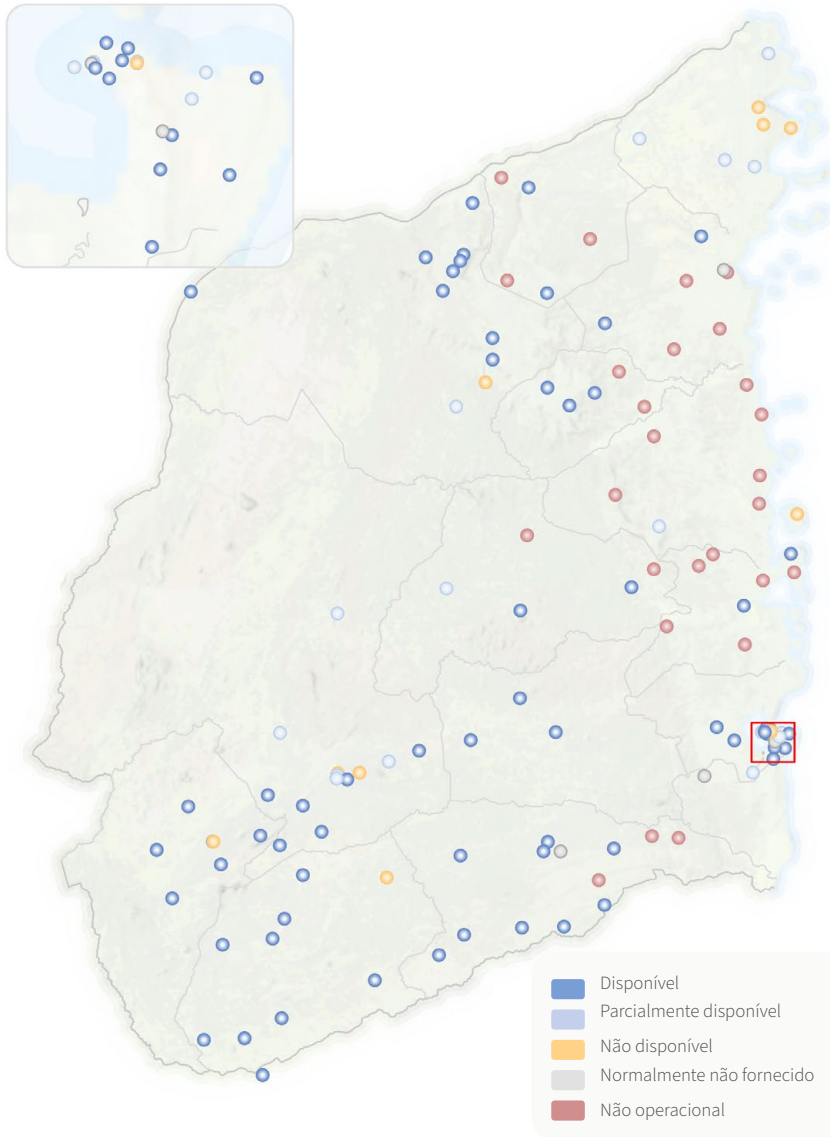 Disponível
Parcialmente disponível
Não disponível
Normalmente não fornecido
Não operacional